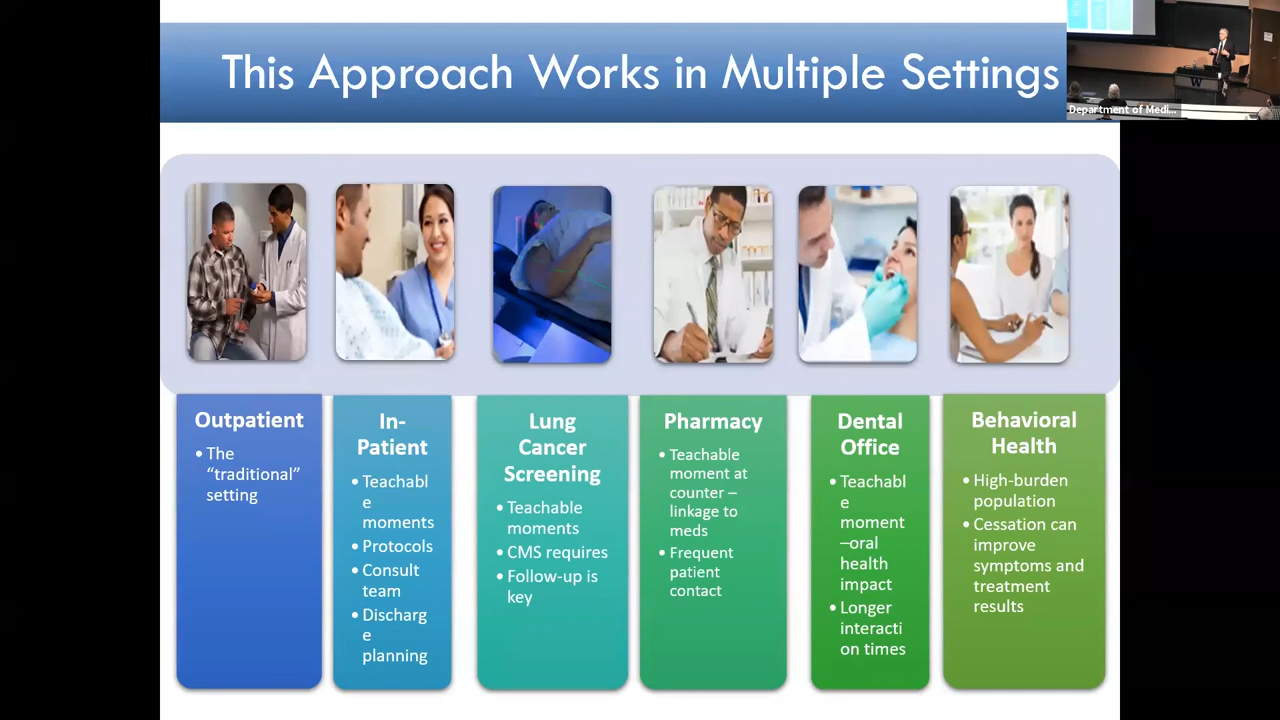 This Approach Works in Multiple Settings
Department of Medi...
W
Outpatient
• The
“traditional”
setting
In-
Patient
• Teachabl
e
moments
• Protocols
• Consult
team
• Discharg
e
planning
Lung
Cancer
Screening
• Teachable
moments
• CMS requires
• Follow-up is
key
Pharmacy
• Teachable
moment at
counter –
linkage to
meds
• Frequent
patient
contact
Dental
Office
• Teachabl
e
moment
–oral
health
impact
• Longer
interacti
on times
Behavioral
Health
• High-burden
population
• Cessation can
improve
symptoms and
treatment
results